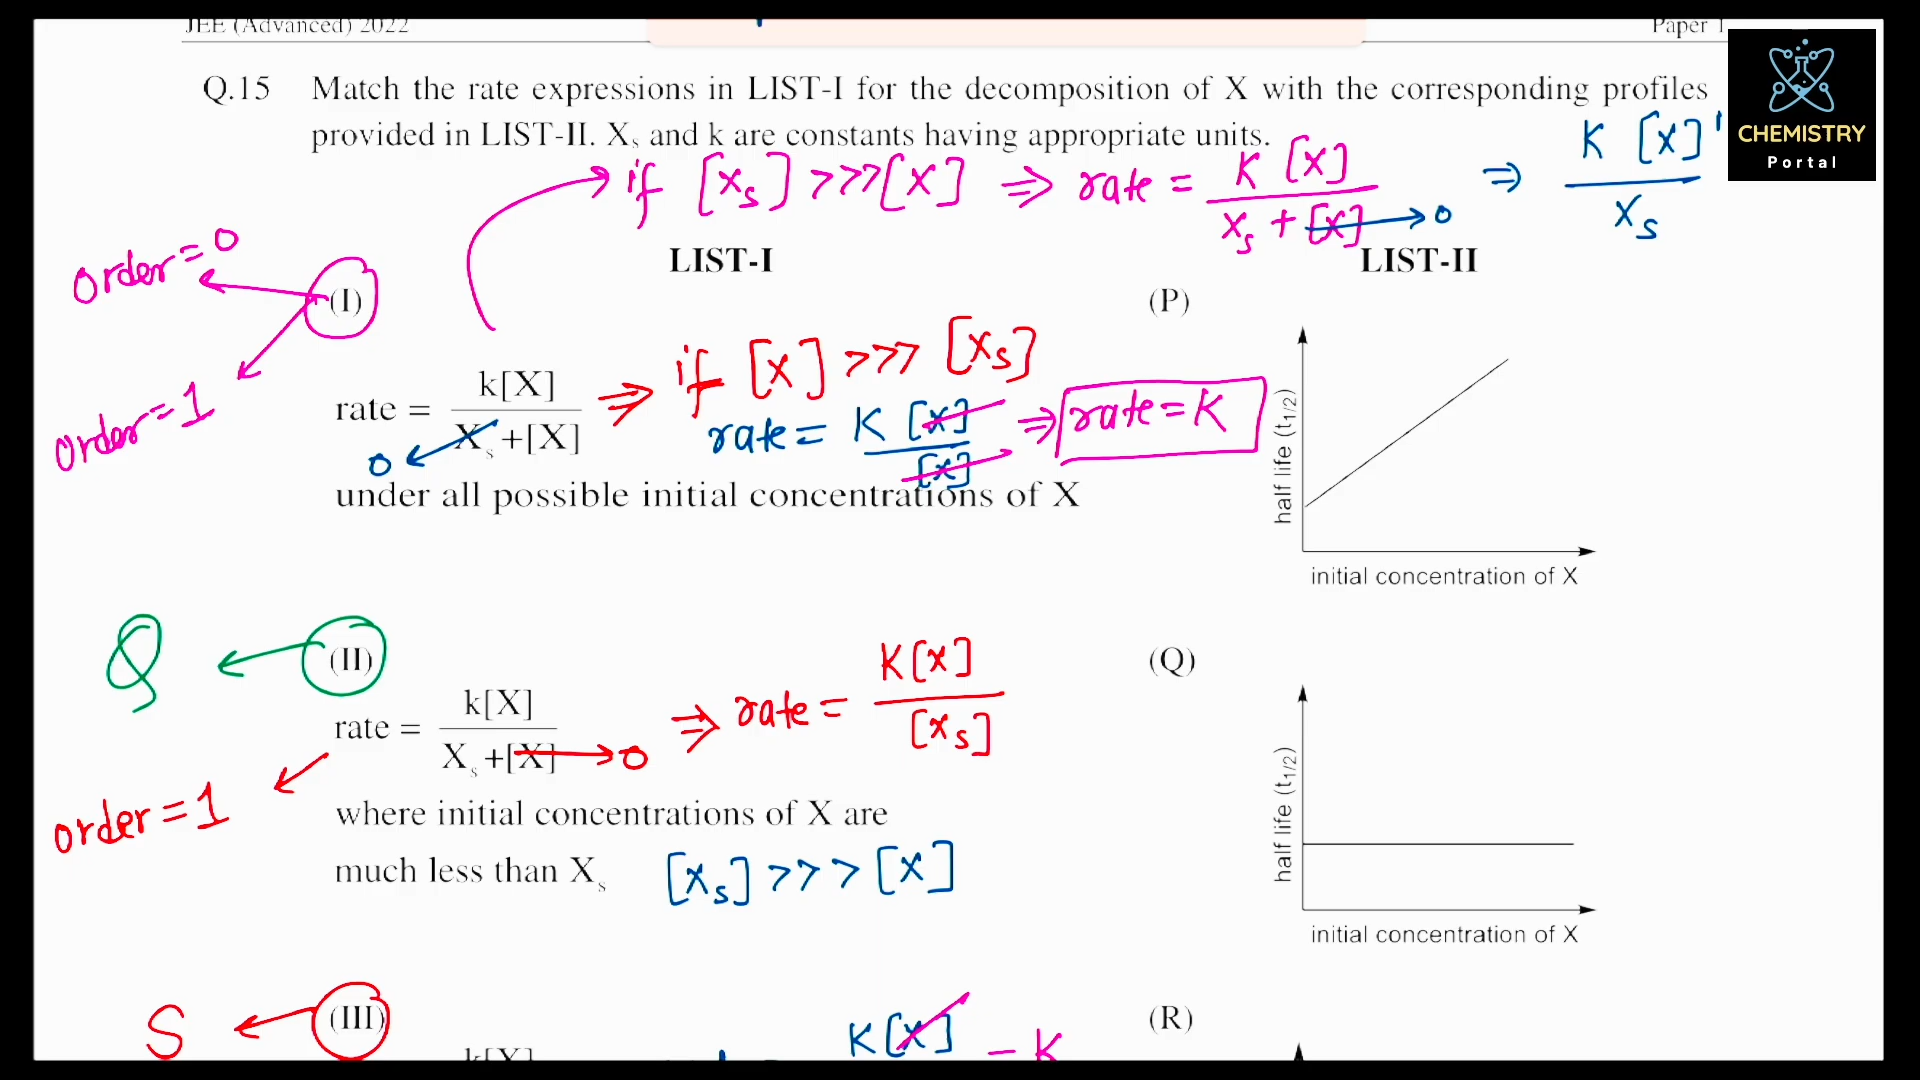 JEE (Advanced) 2022 Paper 1
CHEMISTRY
Portal
Q.15 Match the rate expressions in LIST-I for the decomposition of X with the corresponding profiles
provided in LIST-II. Xs and k are constants having appropriate units.
if [Xs] >>> [X] ⇒ rate = K [X] / Xs + [X] → 0 ⇒ K [X]' / Xs
LIST-I LIST-II
order = 0
(I) (P)
order = 1
rate = k[X] / Xs + [X] ⇒ if [X] >>> [Xs]
0
rate = K [X] / [X] ⇒ rate = K
under all possible initial concentrations of X
half life (t1/2)
initial concentration of X
Q ← (II) (Q)
rate = k[X] / Xs + [X] → 0 ⇒ rate = K[X] / [Xs]
order = 1
where initial concentrations of X are
much less than Xs [Xs] >>> [X]
half life (t1/2)
initial concentration of X
S ← (III) (R)
k[X] K[X] – K